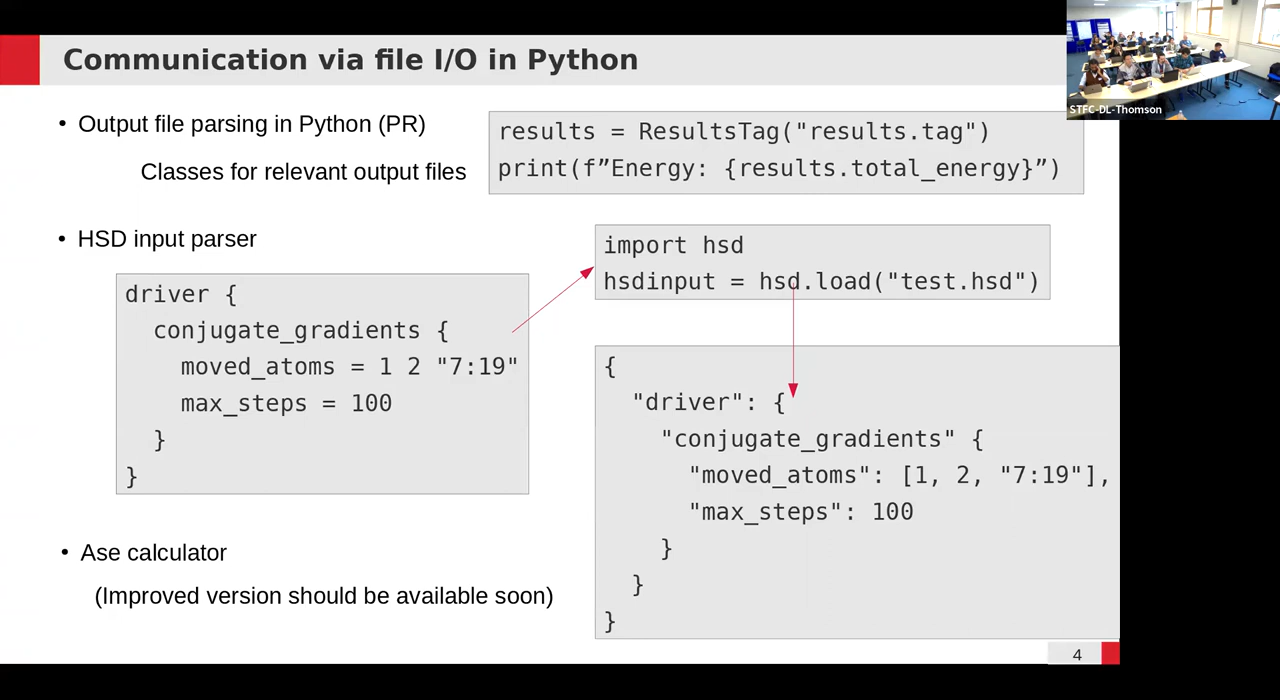 Communication via file I/O in Python
STFC-DL-Thomson
• Output file parsing in Python (PR)
Classes for relevant output files
results = ResultsTag("results.tag")
print(f”Energy: {results.total_energy}”)
• HSD input parser
driver {
conjugate_gradients {
moved_atoms = 1 2 "7:19"
max_steps = 100
}
}
import hsd
hsdinput = hsd.load("test.hsd")
{
"driver": {
"conjugate_gradients" {
"moved_atoms": [1, 2, "7:19"],
"max_steps": 100
}
}
}
• Ase calculator
(Improved version should be available soon)
4